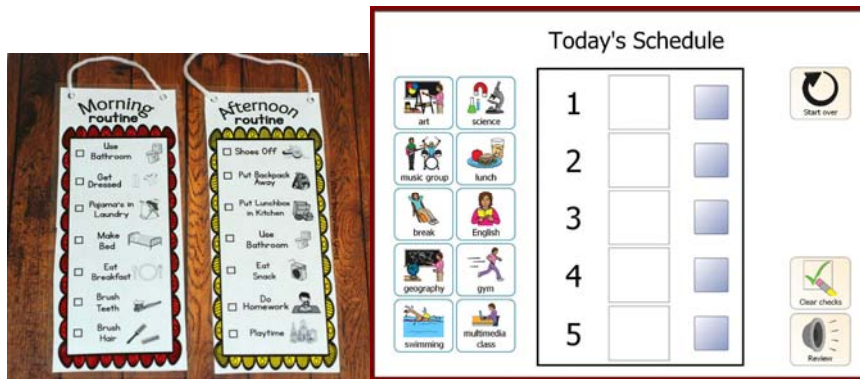 Morning
routine
Use
Bathroom
Get
Dressed
Pajama's in
Laundry
Make
Bed
Eat
Breakfast
Brush
Teeth
Brush
Hair
Afternoon
routine
Shoes Off
Put Backpack
Away
Put Lunchbox
in Kitchen
Use
Bathroom
Eat
Snack
Do
Homework
Playtime
Today's Schedule
art
science
music group
lunch
break
English
geography
gym
swimming
multimedia
class
1
2
3
4
5
Start over
Clear checks
Review